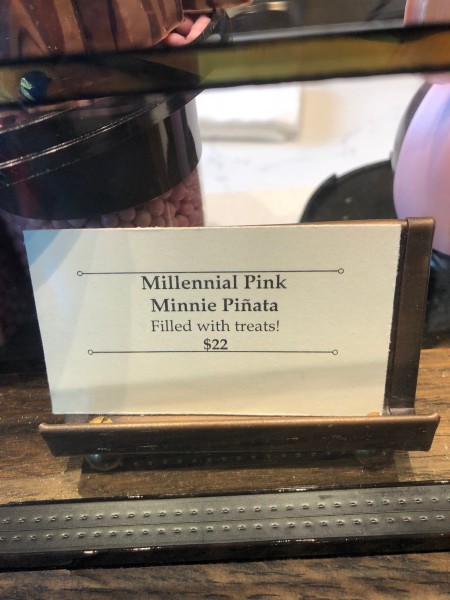 Millennial Pink
Minnie Piñata
Filled with treats!
$22